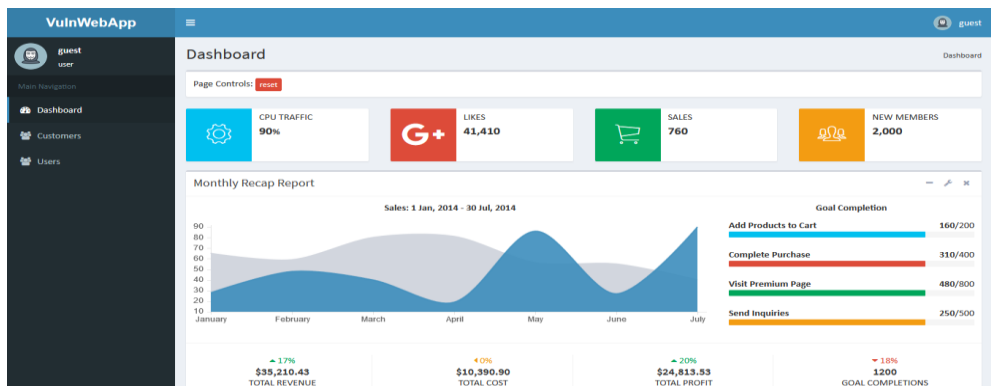 VulnWebApp
guest
guest
user
Main Navigation
Dashboard
Customers
Users
Dashboard
Dashboard
Page Controls: reset
CPU TRAFFIC
90%
LIKES
41,410
SALES
760
NEW MEMBERS
2,000
G+
Monthly Recap Report
Sales: 1 Jan, 2014 - 30 Jul, 2014
90
80
70
60
50
40
30
20
10
January February March April May June July
Goal Completion
Add Products to Cart 160/200
Complete Purchase 310/400
Visit Premium Page 480/800
Send Inquiries 250/500
17%
$35,210.43
TOTAL REVENUE
0%
$10,390.90
TOTAL COST
20%
$24,813.53
TOTAL PROFIT
18%
1200
GOAL COMPLETIONS